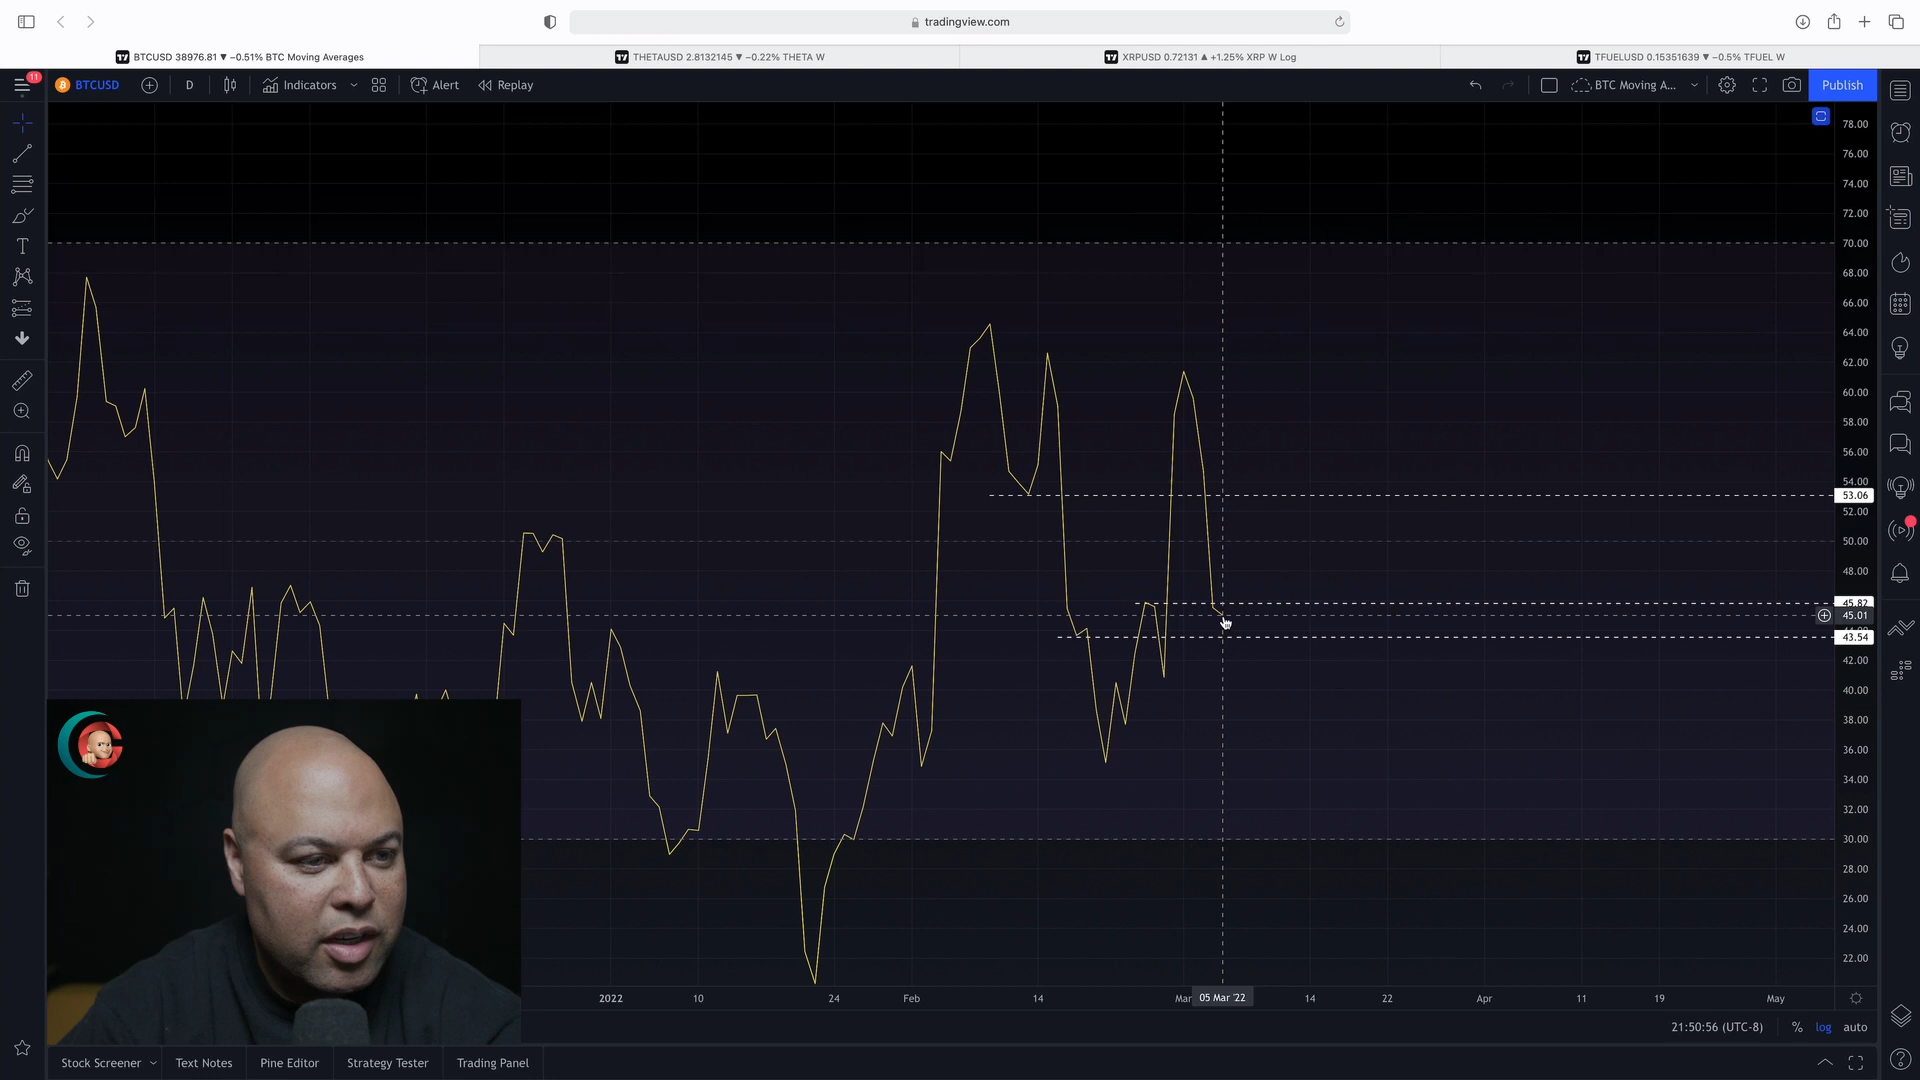 tradingview.com
BTCUSD 38976.81 ▼ −0.51% BTC Moving Averages
THETAUSD 2.8132145 ▼ −0.22% THETA W
XRPUSD 0.72131 ▲ +1.25% XRP W Log
TFUELUSD 0.15351639 ▼ −0.5% TFUEL W
11
BTCUSD
D
Indicators
Alert
Replay
BTC Moving A...
Publish
78.00
76.00
74.00
72.00
70.00
68.00
66.00
64.00
62.00
60.00
58.00
56.00
54.00
53.06
52.00
50.00
48.00
45.82
45.01
43.54
42.00
40.00
38.00
36.00
34.00
32.00
30.00
28.00
26.00
24.00
22.00
2022
10
24
Feb
14
Mar
05 Mar '22
14
22
Apr
11
19
May
21:50:56 (UTC-8)
%
log
auto
Stock Screener
Text Notes
Pine Editor
Strategy Tester
Trading Panel